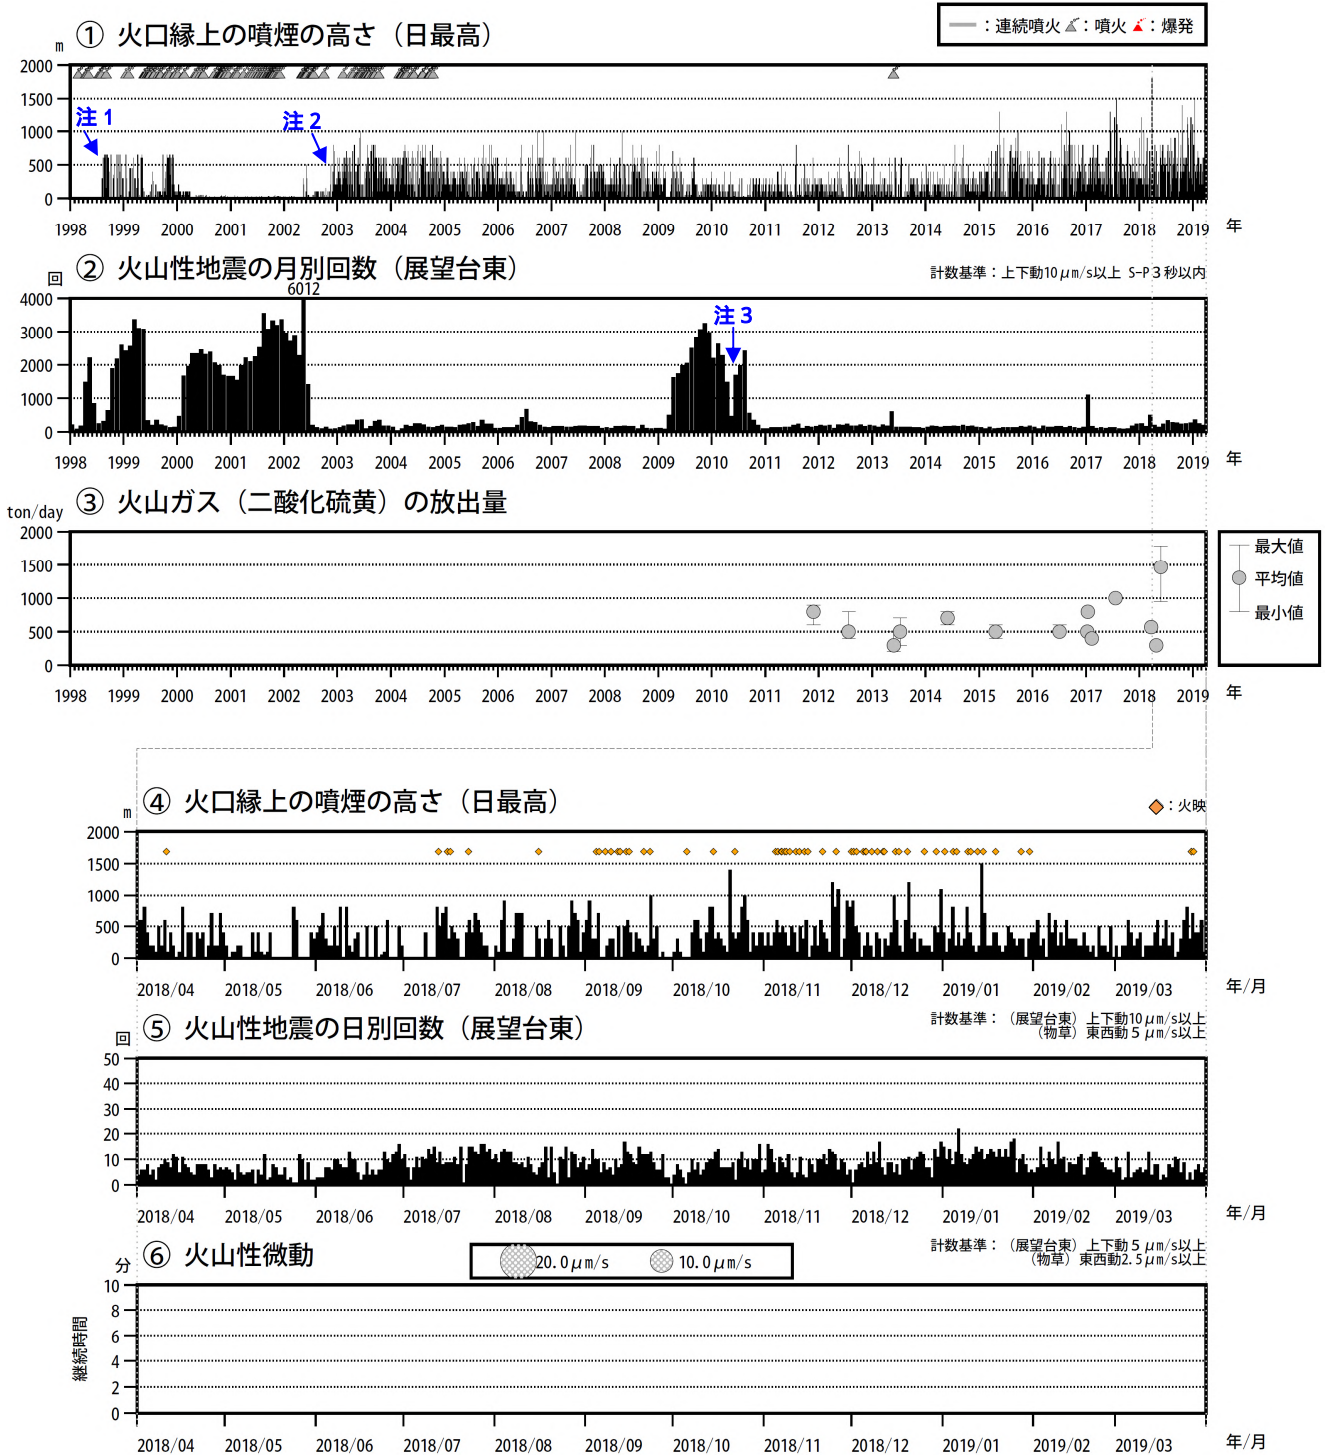 ━:連続噴火 :噴火 :爆発
① 火口縁上の噴煙の高さ（日最高）
m
2000
1500
1000
500
0
注1
注2
1998 1999 2000 2001 2002 2003 2004 2005 2006 2007 2008 2009 2010 2011 2012 2013 2014 2015 2016 2017 2018 2019 年
② 火山性地震の月別回数（展望台東）
計数基準：上下動10μm/s以上 S-P3秒以内
回
6012
4000
3000
2000
1000
0
注3
1998 1999 2000 2001 2002 2003 2004 2005 2006 2007 2008 2009 2010 2011 2012 2013 2014 2015 2016 2017 2018 2019 年
③ 火山ガス（二酸化硫黄）の放出量
ton/day
2000
1500
1000
500
0
最大値
平均値
最小値
1998 1999 2000 2001 2002 2003 2004 2005 2006 2007 2008 2009 2010 2011 2012 2013 2014 2015 2016 2017 2018 2019 年
④ 火口縁上の噴煙の高さ（日最高）
m
：火映
2000
1500
1000
500
0
2018/04 2018/05 2018/06 2018/07 2018/08 2018/09 2018/10 2018/11 2018/12 2019/01 2019/02 2019/03 年/月
⑤ 火山性地震の日別回数（展望台東）
計数基準：（展望台東）上下動10μm/s以上
（物草）東西動5μm/s以上
回
50
40
30
20
10
0
2018/04 2018/05 2018/06 2018/07 2018/08 2018/09 2018/10 2018/11 2018/12 2019/01 2019/02 2019/03 年/月
⑥ 火山性微動
20.0μm/s 10.0μm/s
計数基準：（展望台東）上下動5μm/s以上
（物草）東西動2.5μm/s以上
分
10
8
6
4
2
0
継続時間
2018/04 2018/05 2018/06 2018/07 2018/08 2018/09 2018/10 2018/11 2018/12 2019/01 2019/02 2019/03 年/月